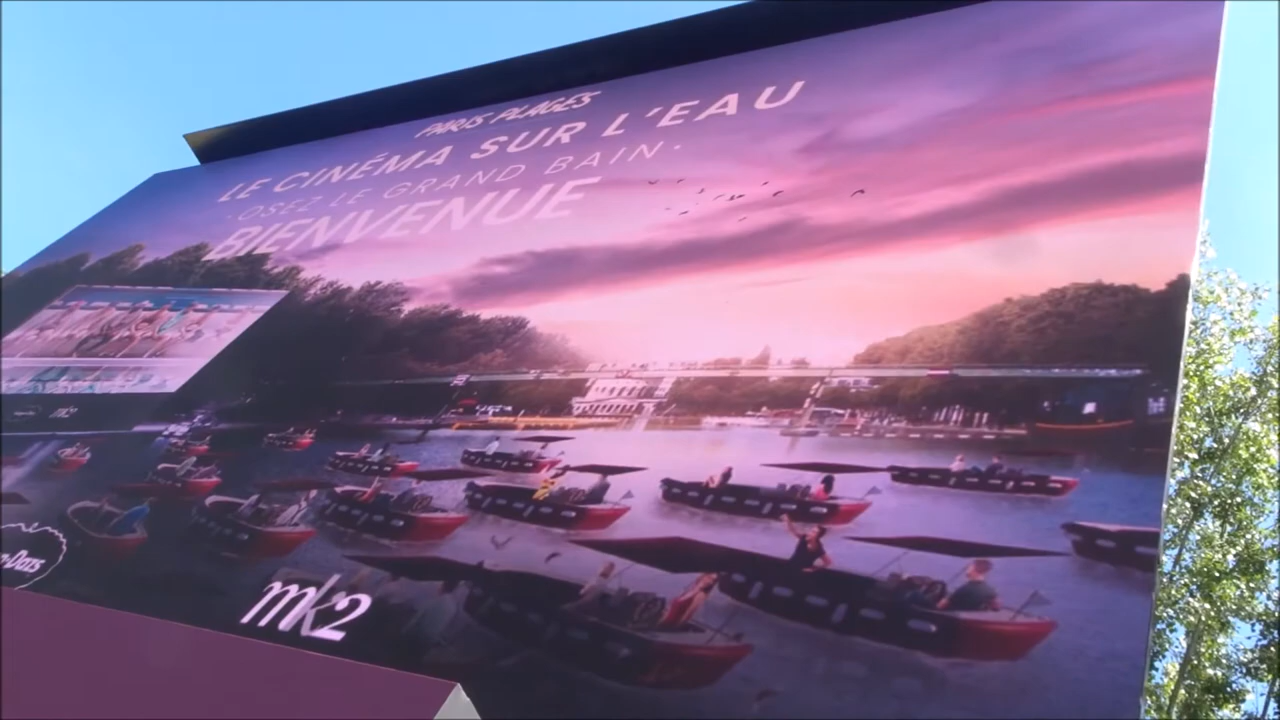 PARIS PLAGES
LE CINÉMA SUR L'EAU
·OSEZ LE GRAND BAIN·
BIENVENUE
mk2